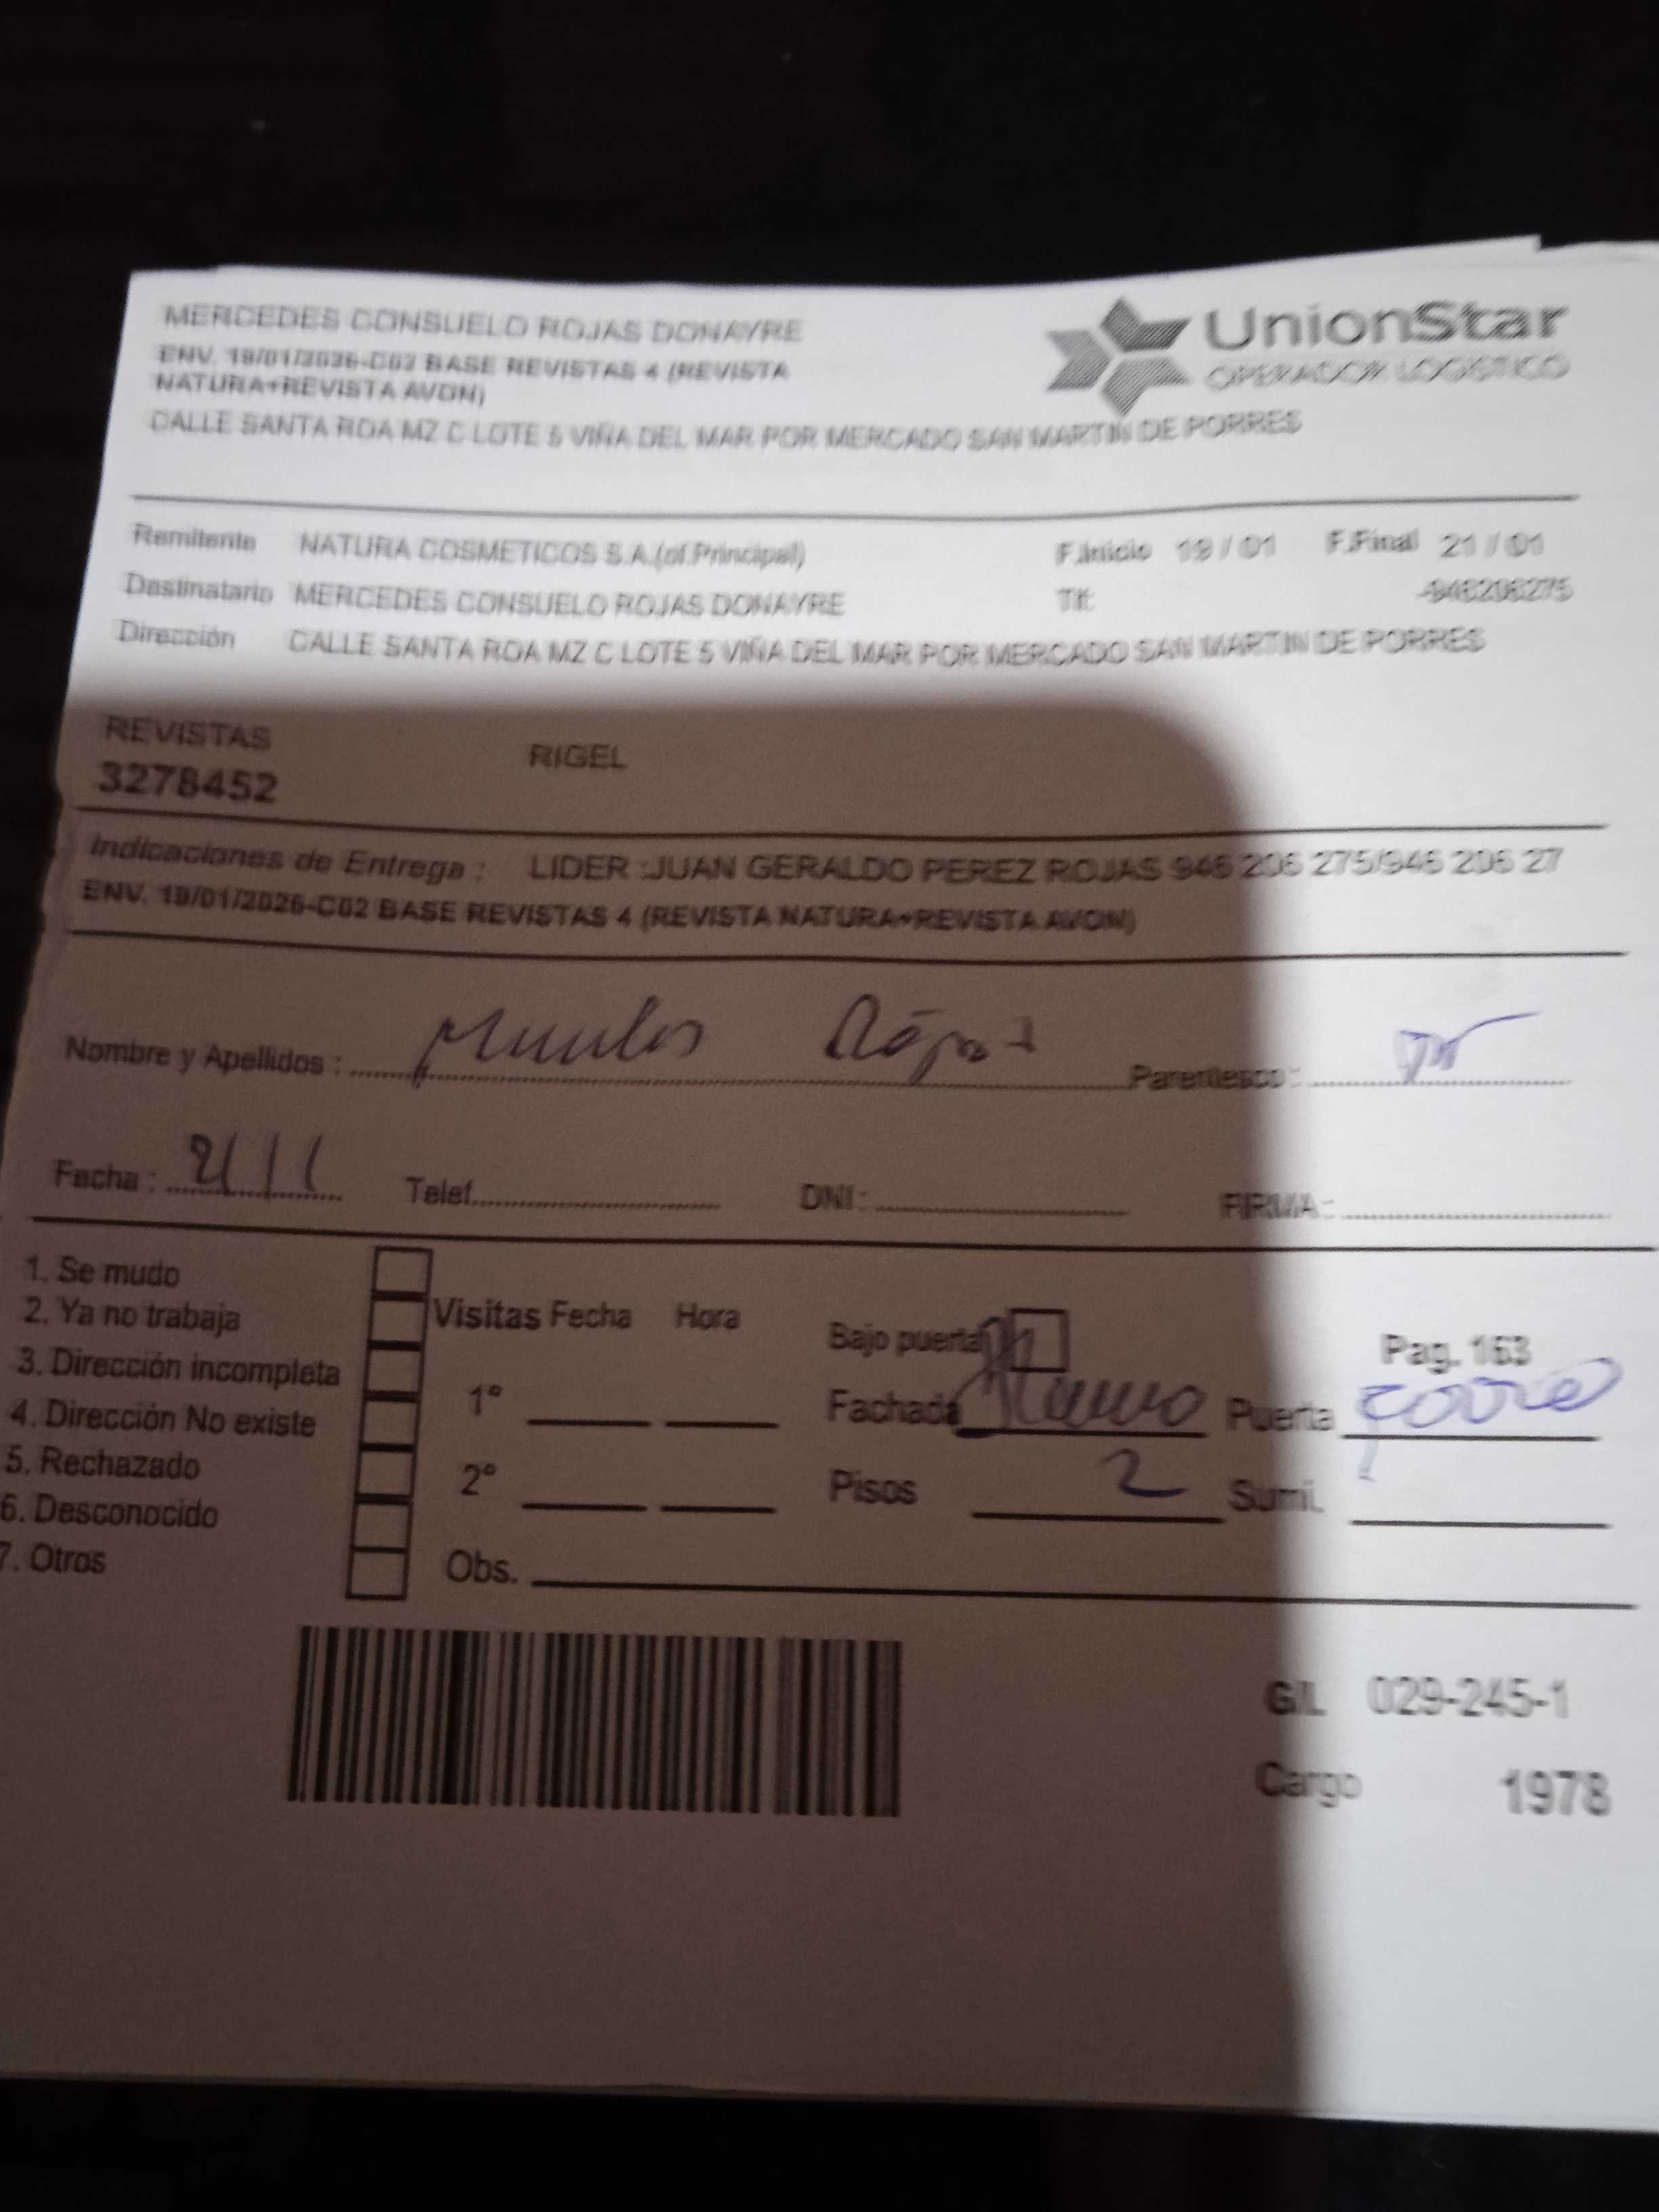 MERCEDES CONSUELO ROJAS DONAYRE
UnionStar
ENV. 19/01/2026-C02 BASE REVISTAS 4 (REVISTA
OPERADOR LOGISTICO
NATURA+REVISTA AVON)
CALLE SANTA ROA MZ C LOTE 5 VIÑA DEL MAR POR MERCADO SAN MARTIN DE PORRES
Remitente NATURA COSMETICOS S.A.(of.Principal) F.Inicio 19 / 01 F.Final 21 / 01
Destinatario MERCEDES CONSUELO ROJAS DONAYRE Tlf: 946206275
Dirección CALLE SANTA ROA MZ C LOTE 5 VIÑA DEL MAR POR MERCADO SAN MARTIN DE PORRES
REVISTAS RIGEL
3278452
Indicaciones de Entrega : LIDER :JUAN GERALDO PEREZ ROJAS 946 206 275/946 206 27
ENV. 19/01/2026-C02 BASE REVISTAS 4 (REVISTA NATURA+REVISTA AVON)
Nombre y Apellidos : Parentesco :
Fecha : 21/1 Telef. DNI : FIRMA :
1. Se mudo
2. Ya no trabaja Visitas Fecha Hora Bajo puerta Pag. 163
3. Dirección incompleta 1° Fachada Puerta
4. Dirección No existe
5. Rechazado 2° Pisos 2 Sumi.
6. Desconocido
7. Otros Obs.
G/L 029-245-1
Cargo 1978